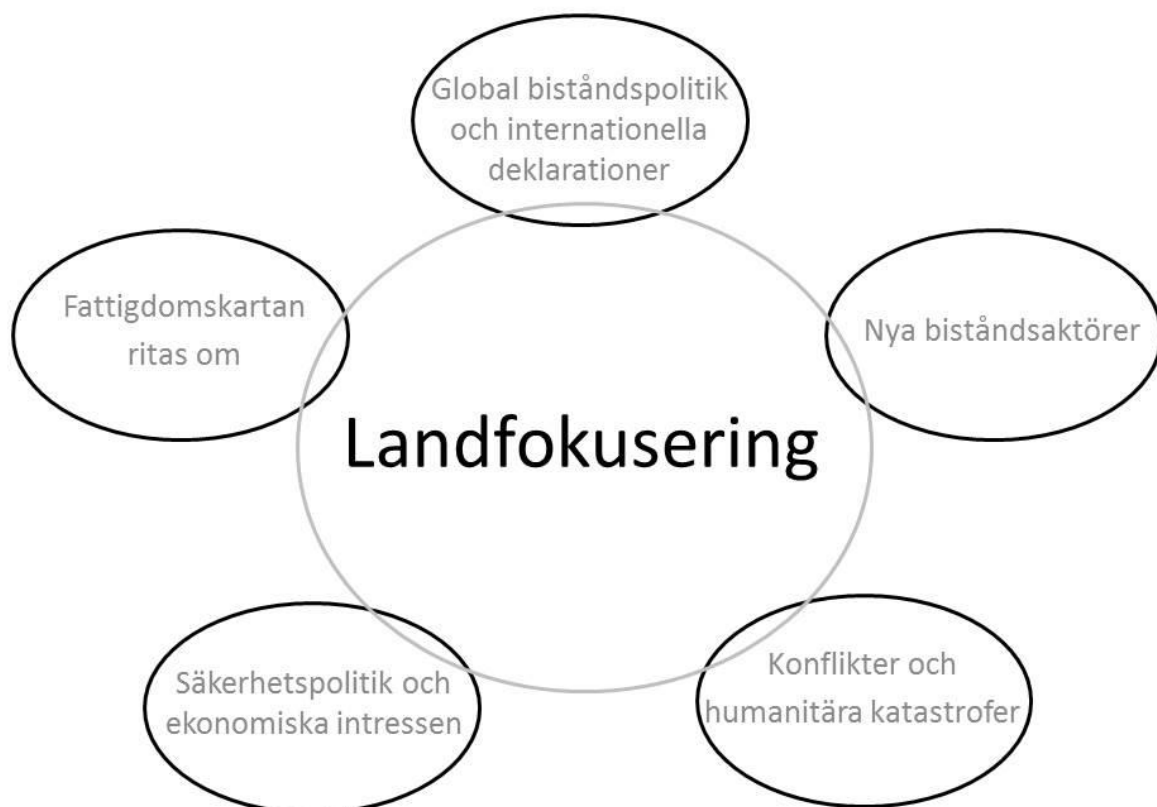 Global biståndspolitik
och internationella
deklarationer
Fattigdomskartan
ritas om
Nya biståndsaktörer
Landfokusering
Säkerhetspolitik och
ekonomiska intressen
Konflikter och
humanitära katastrofer